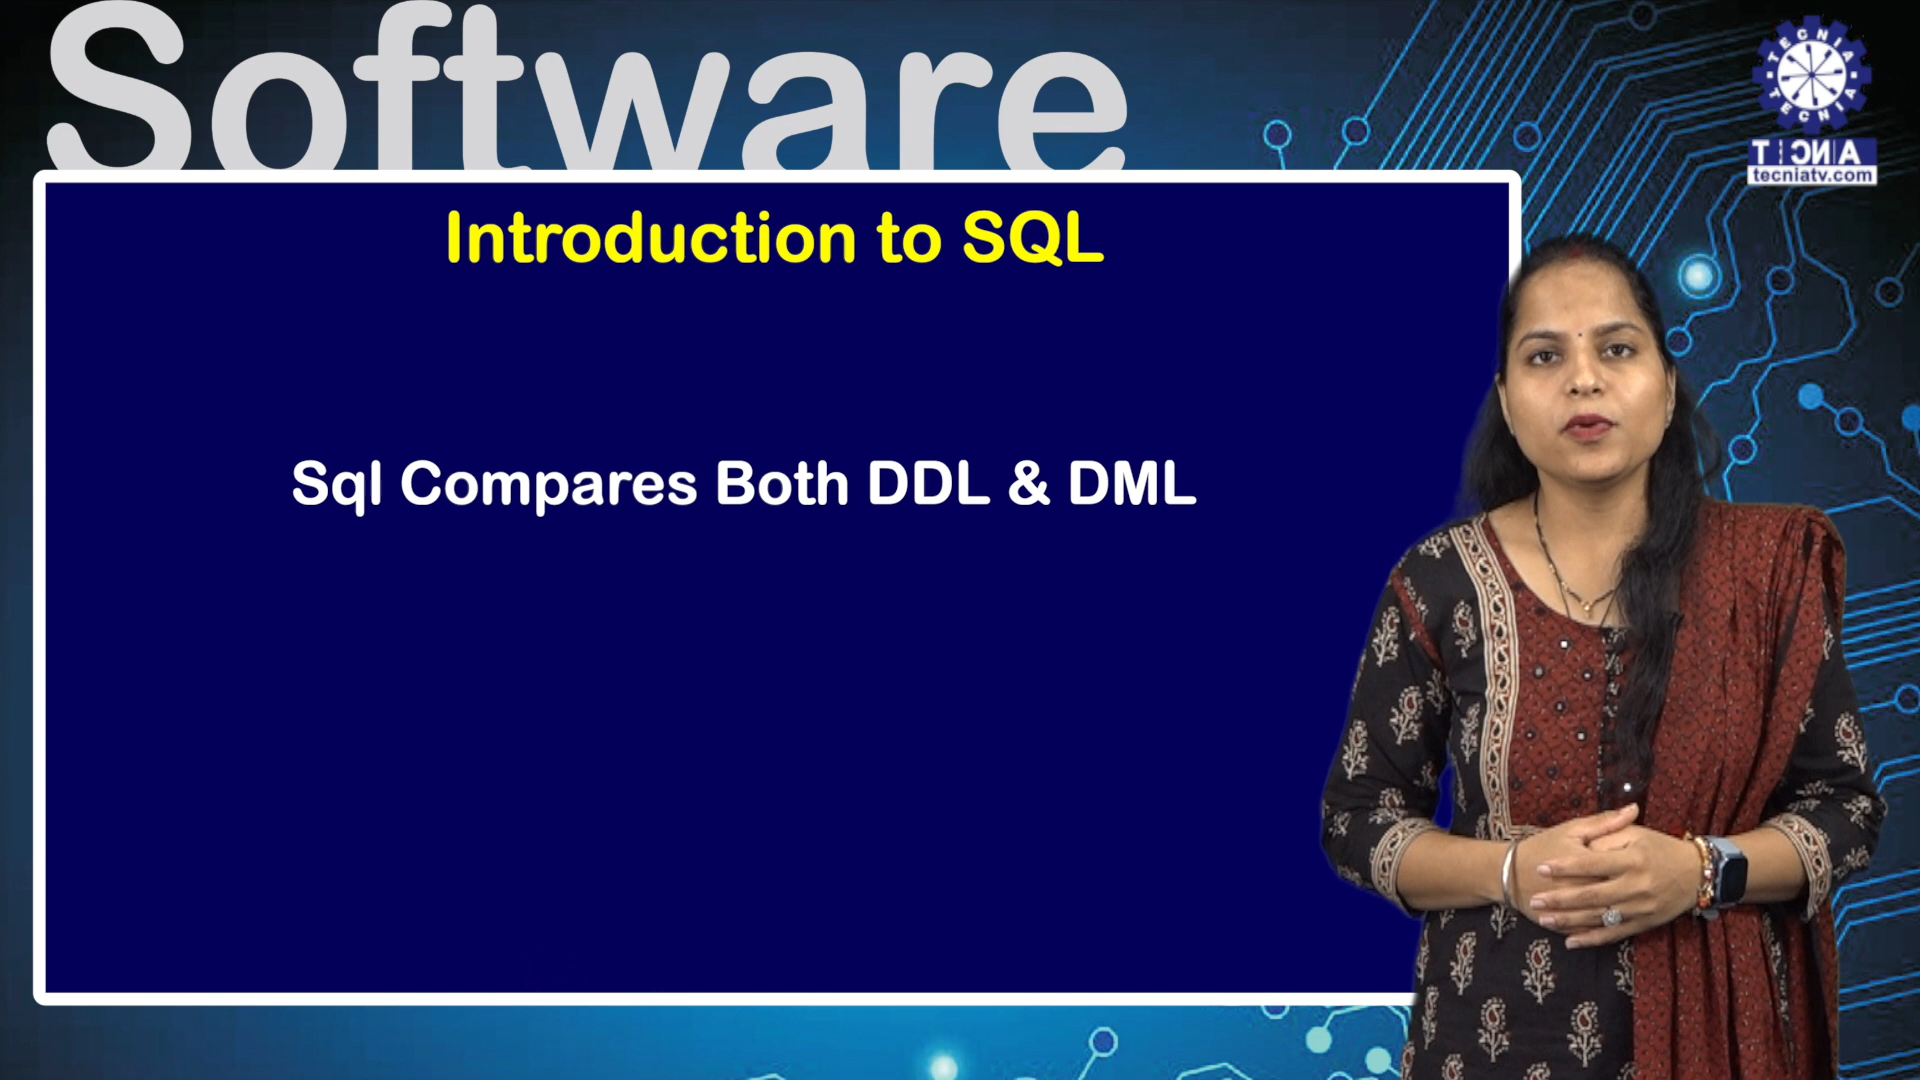 Software
TECNIA
TECNIA
tecniatv.com
Introduction to SQL
Sql Compares Both DDL & DML